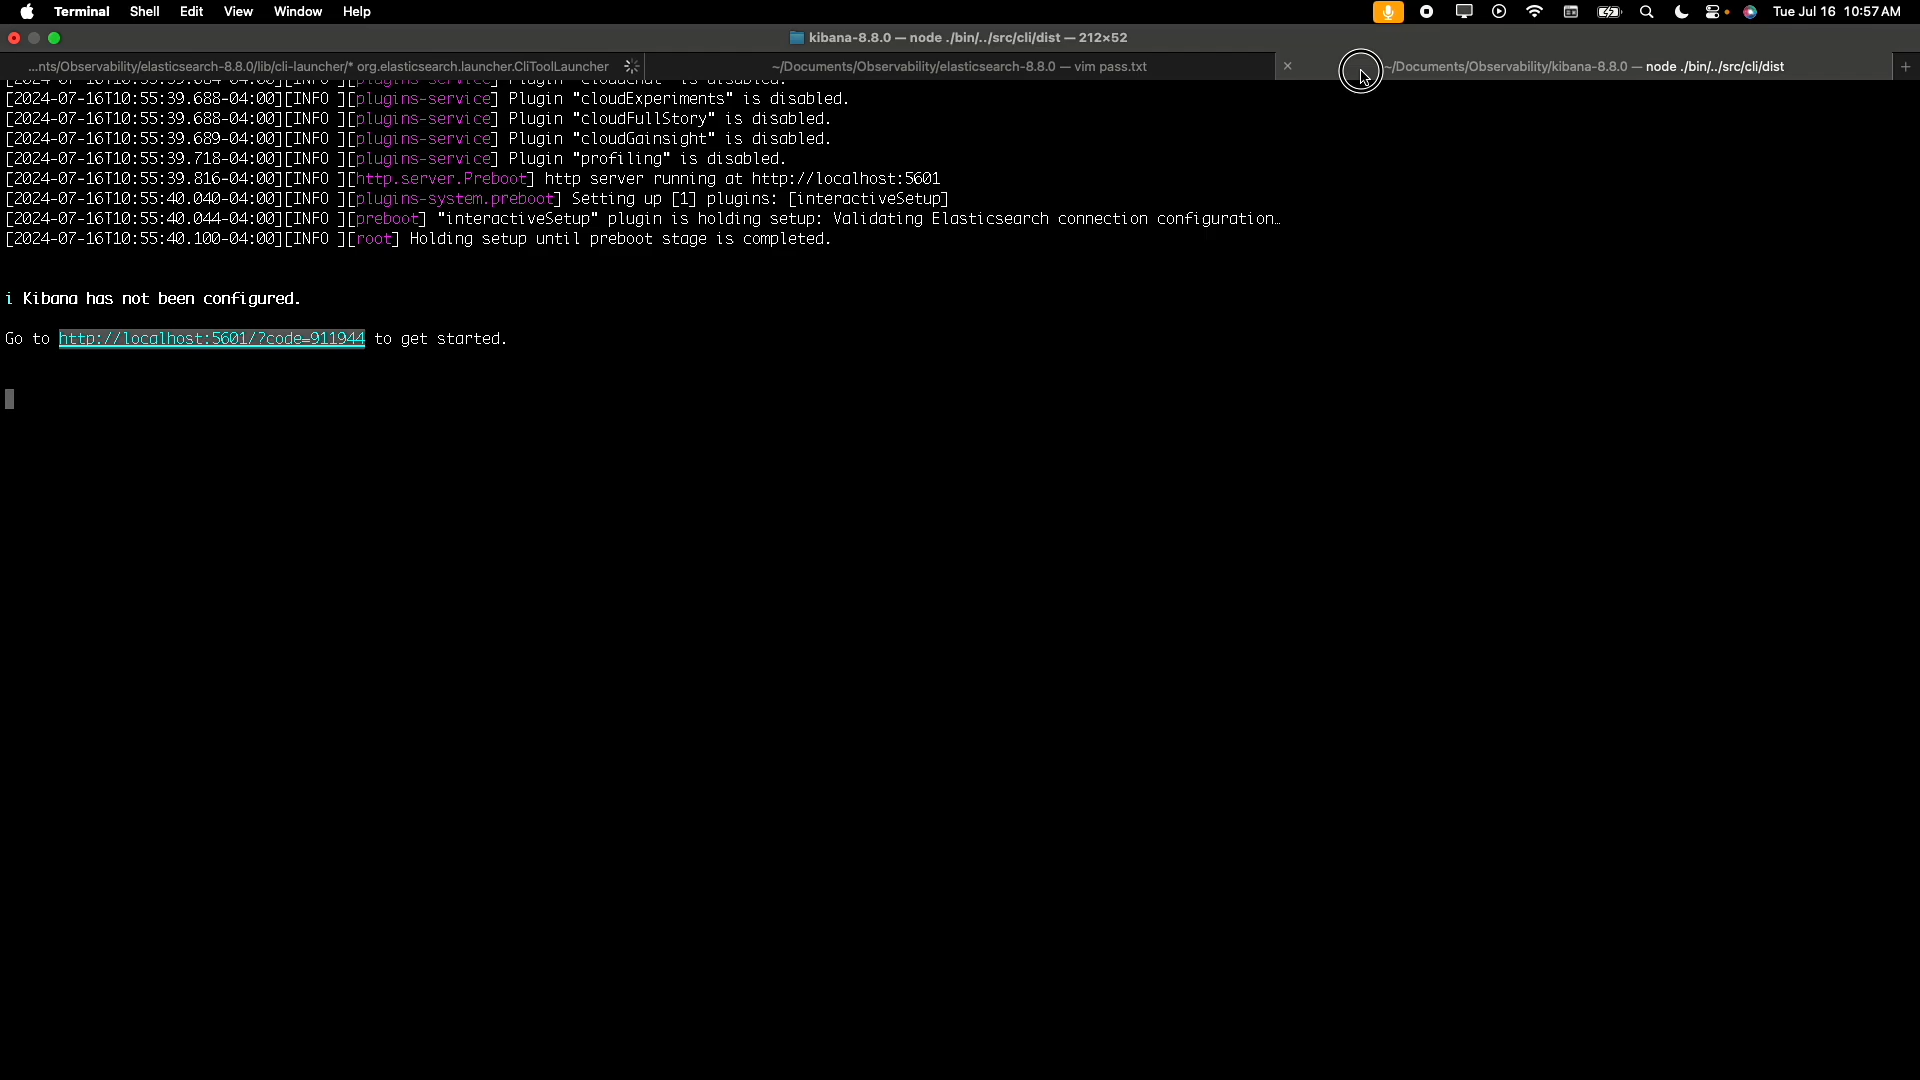 Terminal Shell Edit View Window Help Tue Jul 16 10:57 AM
kibana-8.8.0 — node ./bin/../src/cli/dist — 212×52
...nts/Observability/elasticsearch-8.8.0/lib/cli-launcher/* org.elasticsearch.launcher.CliToolLauncher ~/Documents/Observability/elasticsearch-8.8.0 — vim pass.txt ~/Documents/Observability/kibana-8.8.0 — node ./bin/../src/cli/dist
[2024-07-16T10:55:39.688-04:00][INFO ][plugins-service] Plugin "cloudExperiments" is disabled.
[2024-07-16T10:55:39.688-04:00][INFO ][plugins-service] Plugin "cloudFullStory" is disabled.
[2024-07-16T10:55:39.689-04:00][INFO ][plugins-service] Plugin "cloudGainsight" is disabled.
[2024-07-16T10:55:39.718-04:00][INFO ][plugins-service] Plugin "profiling" is disabled.
[2024-07-16T10:55:39.816-04:00][INFO ][http.server.Preboot] http server running at http://localhost:5601
[2024-07-16T10:55:40.040-04:00][INFO ][plugins-system.preboot] Setting up [1] plugins: [interactiveSetup]
[2024-07-16T10:55:40.044-04:00][INFO ][preboot] "interactiveSetup" plugin is holding setup: Validating Elasticsearch connection configuration…
[2024-07-16T10:55:40.100-04:00][INFO ][root] Holding setup until preboot stage is completed.
i Kibana has not been configured.
Go to http://localhost:5601/?code=911944 to get started.